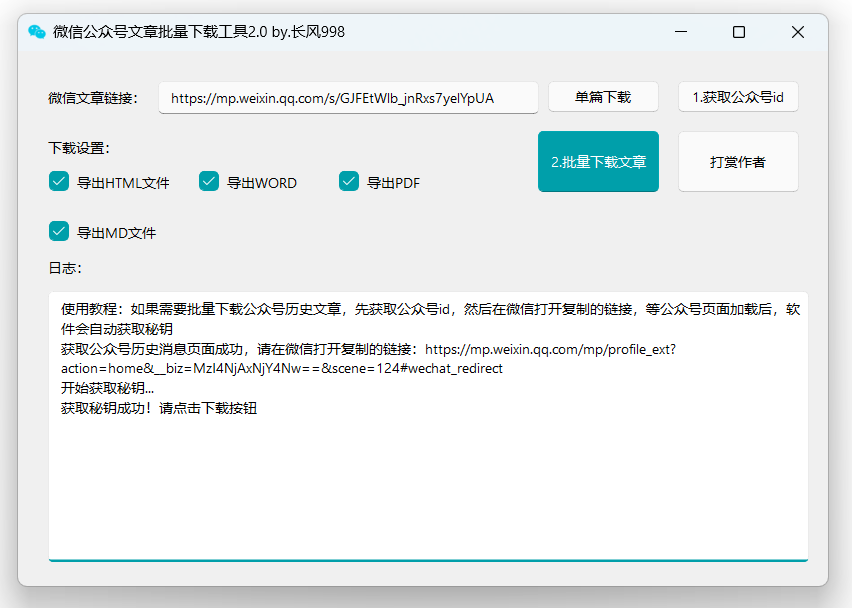 微信公众号文章批量下载工具2.0 by.长风998
微信文章链接： https://mp.weixin.qq.com/s/GJFEtWIb_jnRxs7yelYpUA 单篇下载 1.获取公众号id
下载设置：
2.批量下载文章 打赏作者
导出HTML文件 导出WORD 导出PDF
导出MD文件
日志：
使用教程：如果需要批量下载公众号历史文章，先获取公众号id，然后在微信打开复制的链接，等公众号页面加载后，软
件会自动获取秘钥
获取公众号历史消息页面成功，请在微信打开复制的链接：https://mp.weixin.qq.com/mp/profile_ext?
action=home&__biz=MzI4NjAxNjY4Nw==&scene=124#wechat_redirect
开始获取秘钥...
获取秘钥成功！请点击下载按钮